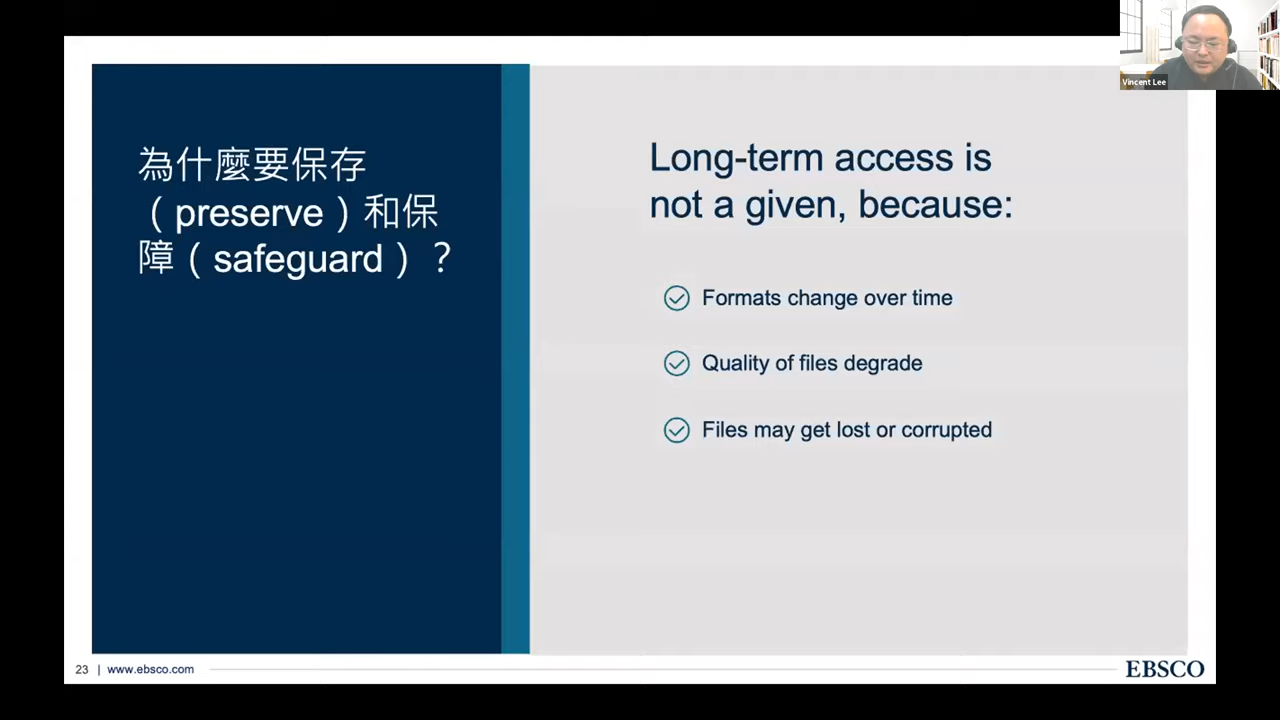 Vincent Lee
為什麼要保存
（preserve）和保
障（safeguard）？
Long-term access is
not a given, because:
Formats change over time
Quality of files degrade
Files may get lost or corrupted
23 | www.ebsco.com
EBSCO